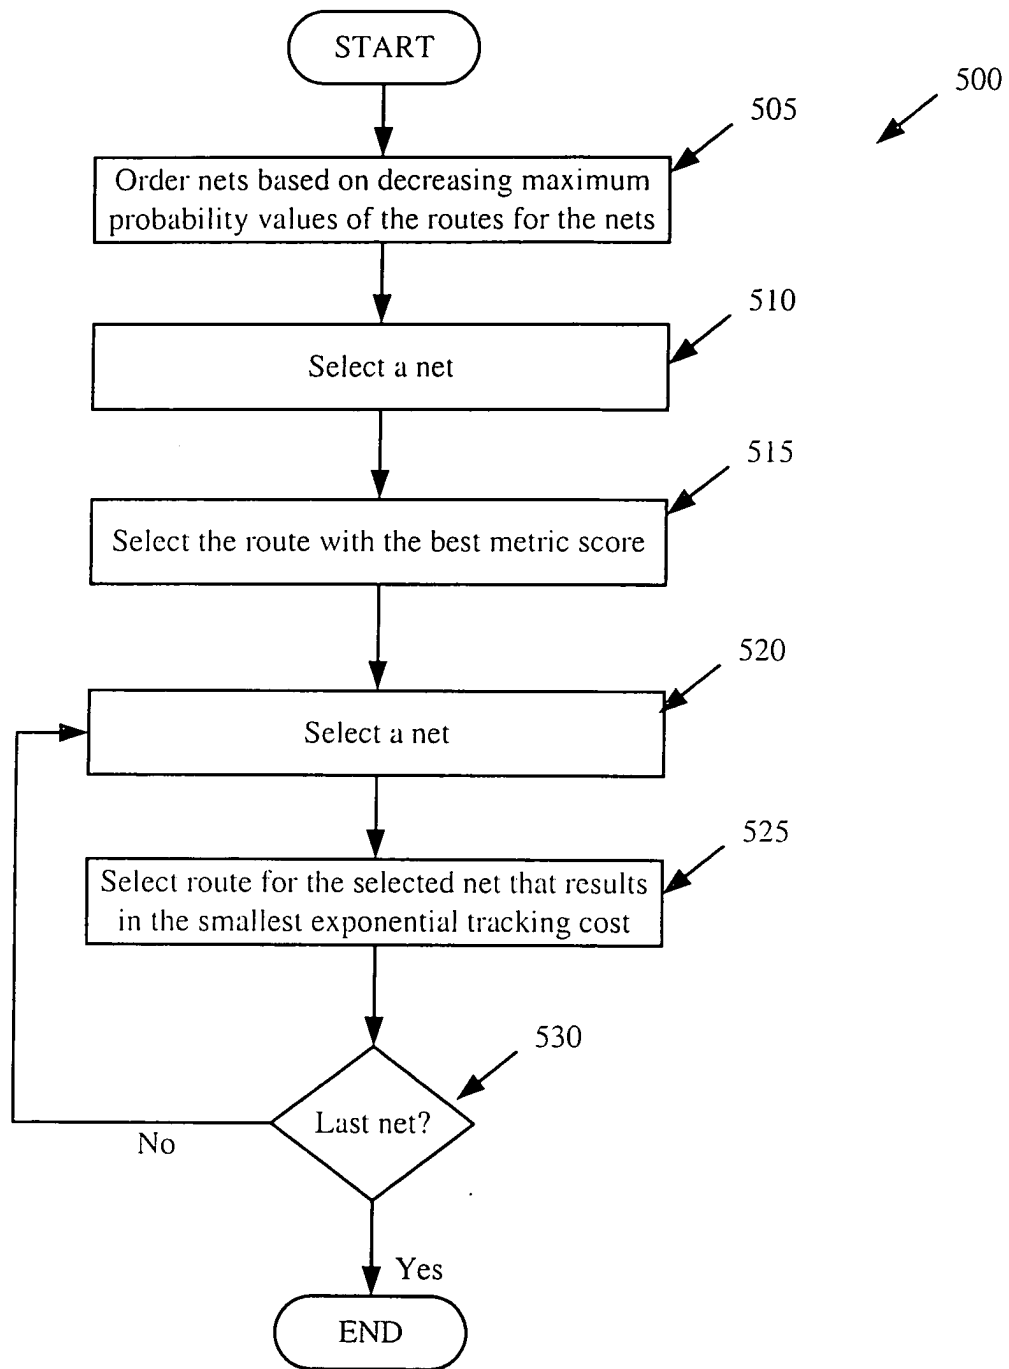 START
500
505
Order nets based on decreasing maximum
probability values of the routes for the nets
510
Select a net
515
Select the route with the best metric score
520
Select a net
525
Select route for the selected net that results
in the smallest exponential tracking cost
530
Last net?
No
Yes
END